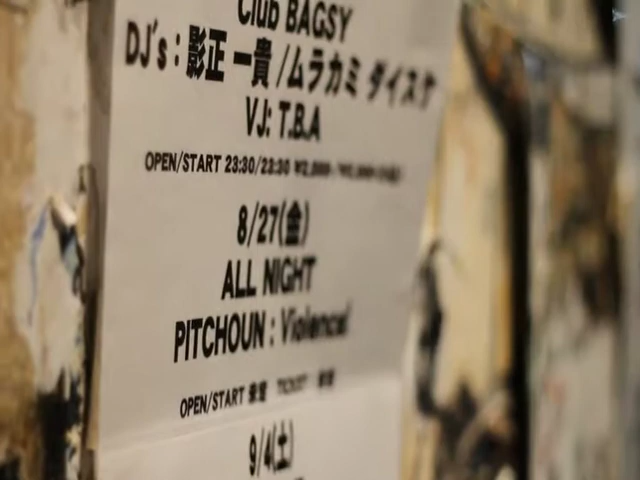 Club BAGSY
DJ's : 影正 一貴 /ムラカミ ダイスケ
VJ: T.B.A
OPEN/START 23:30/23:30
8/27(金)
ALL NIGHT
PITCHOUN : Violence!
OPEN/START TICKET
9/4(土)